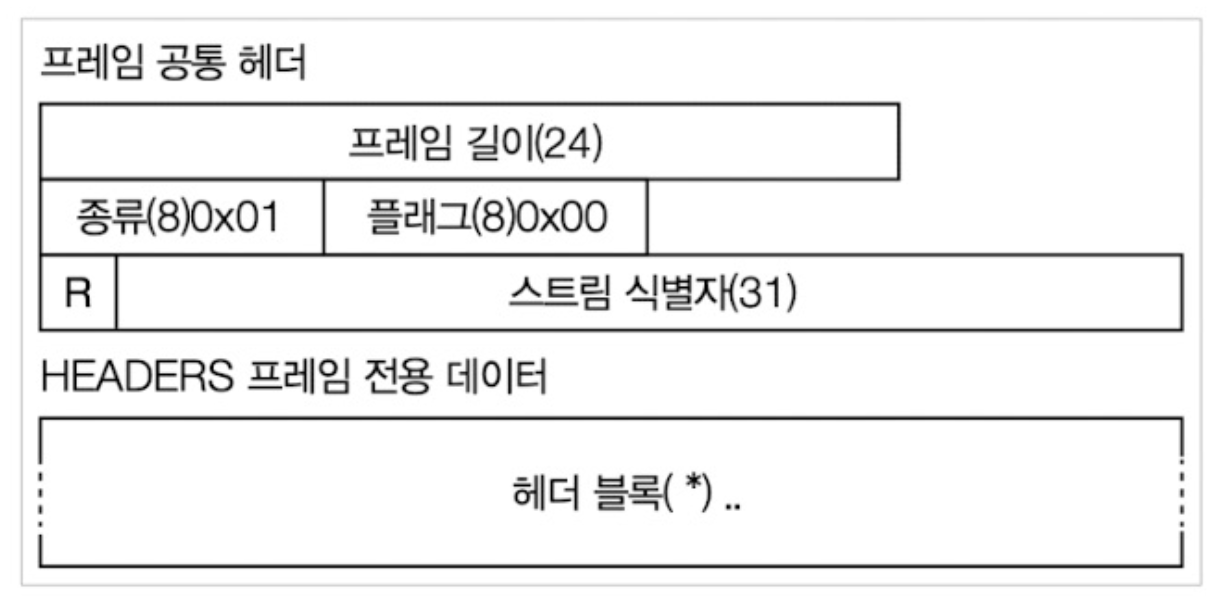 프레임 공통 헤더
프레임 길이(24)
종류(8)0x01 플래그(8)0x00
R 스트림 식별자(31)
HEADERS 프레임 전용 데이터
헤더 블록( *) ..